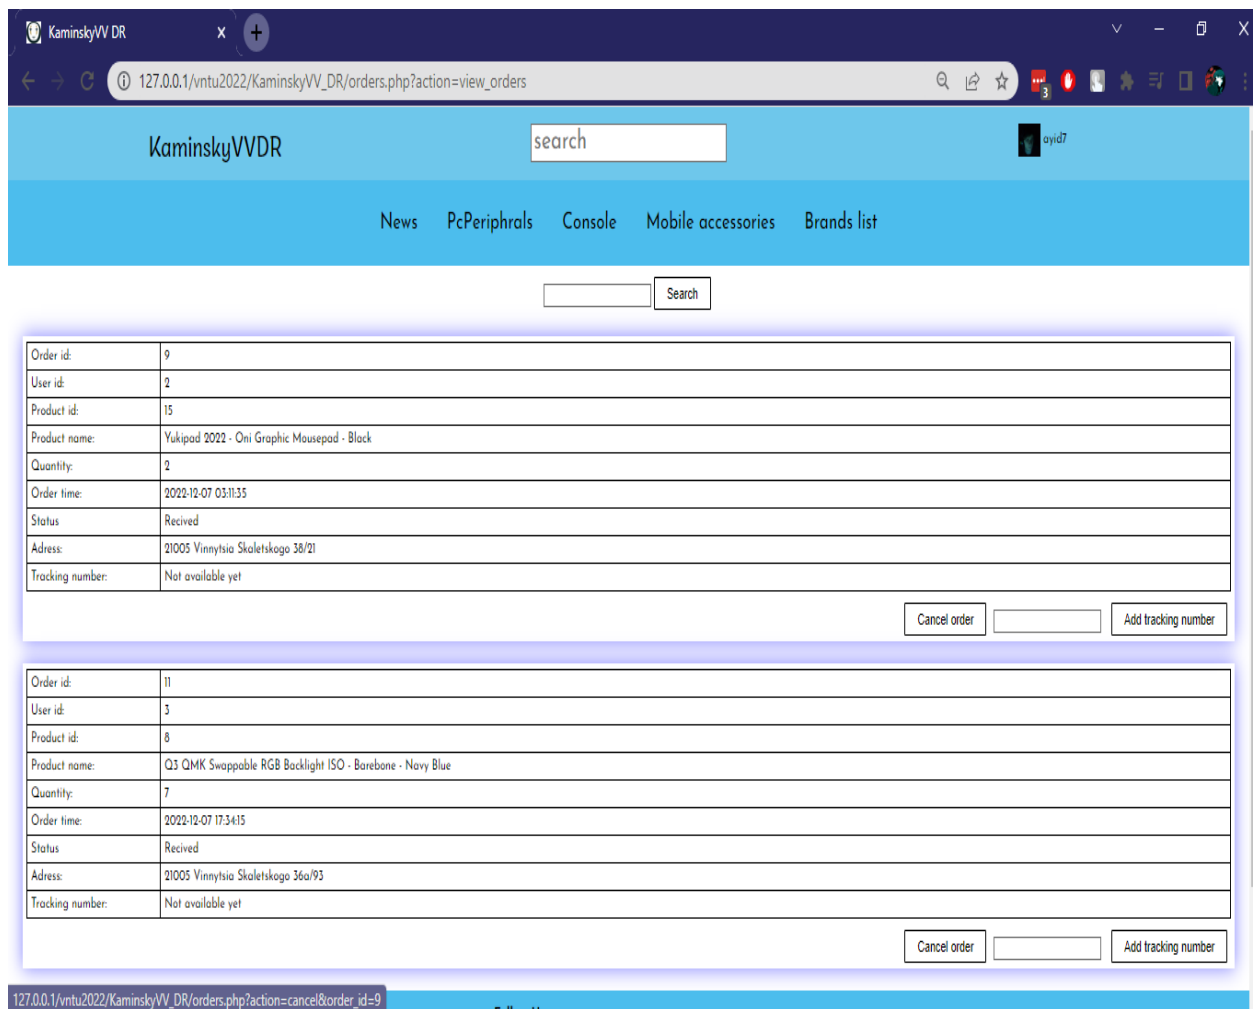 KaminskyVV DR
127.0.0.1/vntu2022/KaminskyVV_DR/orders.php?action=view_orders
3
KaminskyVVDR
search
ayid7
News PcPeriphrals Console Mobile accessories Brands list
Search
Order id: 9
User id: 2
Product id: 15
Product name: Yukipad 2022 - Oni Graphic Mousepad - Black
Quantity: 2
Order time: 2022-12-07 03:11:35
Status Recived
Adress: 21005 Vinnytsia Skaletskogo 38/21
Tracking number: Not available yet
Cancel order Add tracking number
Order id: 11
User id: 3
Product id: 8
Product name: Q3 QMK Swappable RGB Backlight ISO - Barebone - Navy Blue
Quantity: 7
Order time: 2022-12-07 17:34:15
Status Recived
Adress: 21005 Vinnytsia Skaletskogo 36a/93
Tracking number: Not available yet
Cancel order Add tracking number
127.0.0.1/vntu2022/KaminskyVV_DR/orders.php?action=cancel&order_id=9